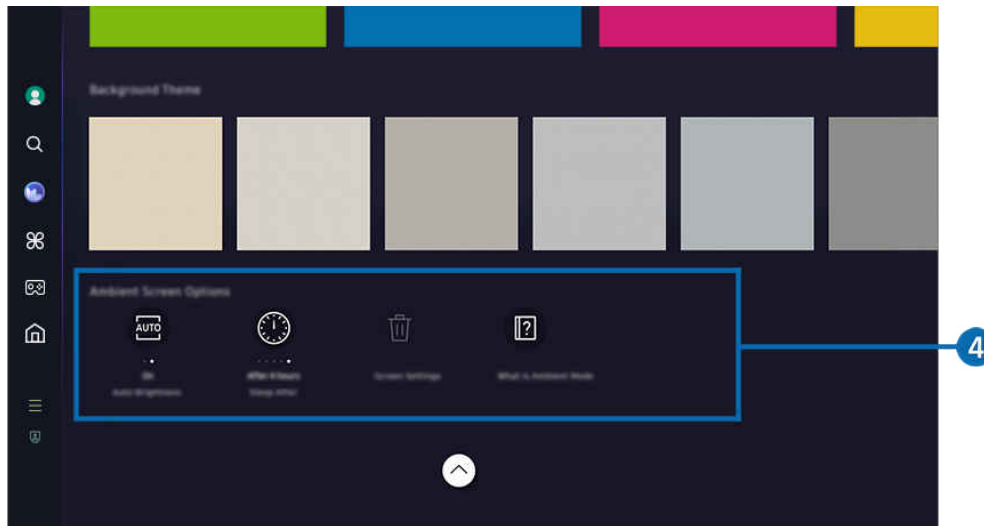 Background Theme
Ambient Screen Options
AUTO
?
On
Auto Brightness
After 4 hours
Sleep After
Screen Settings
What is Ambient Mode
4